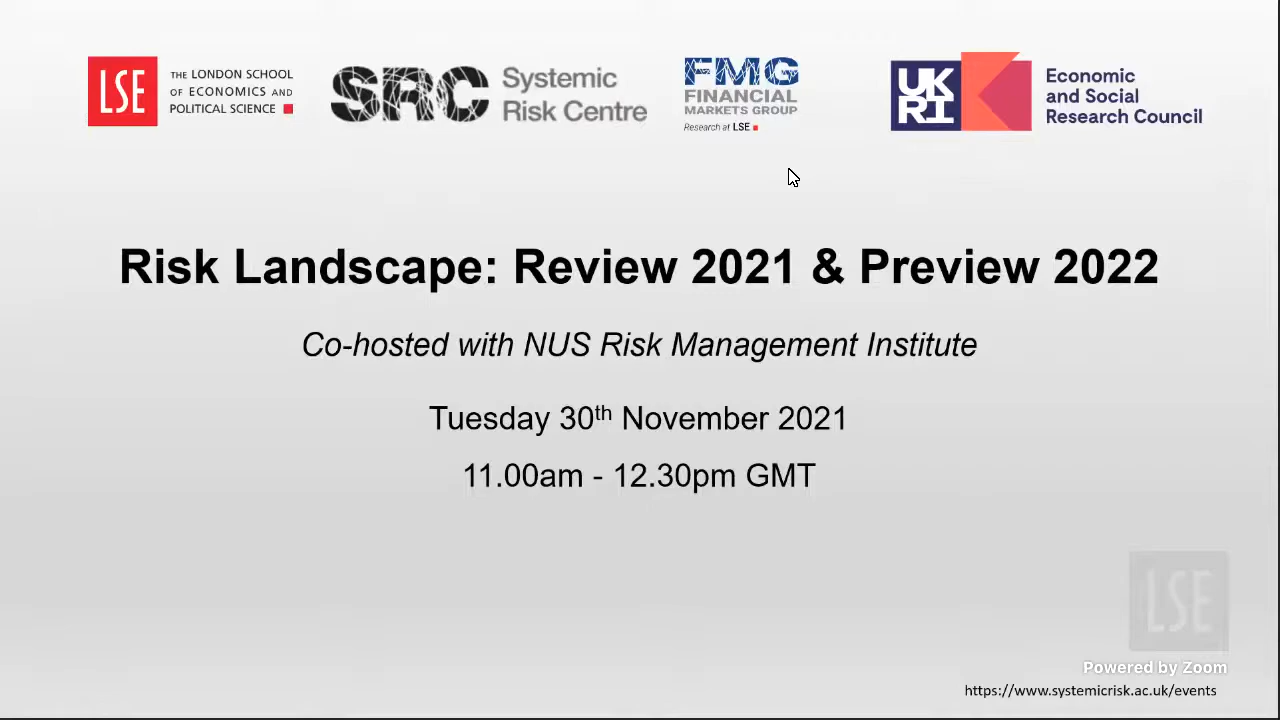 LSE
THE LONDON SCHOOL
OF ECONOMICS AND
POLITICAL SCIENCE
SRC
Systemic
Risk Centre
FMG
FINANCIAL
MARKETS GROUP
Research at LSE
UK
RI
Economic
and Social
Research Council
Risk Landscape: Review 2021 & Preview 2022
Co-hosted with NUS Risk Management Institute
Tuesday 30th November 2021
11.00am - 12.30pm GMT
LSE
Powered by Zoom
https://www.systemicrisk.ac.uk/events